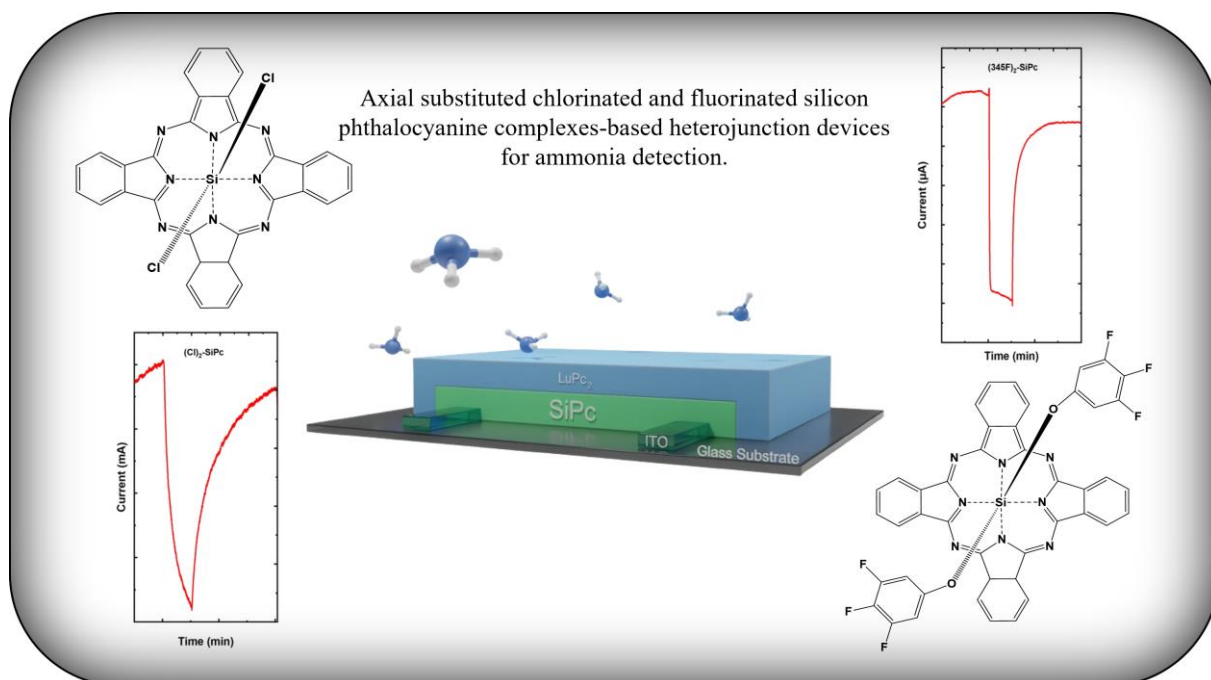 Axial substituted chlorinated and fluorinated silicon
phthalocyanine complexes-based heterojunction devices
for ammonia detection.
Cl
N
N
N
N
Si
N
N
N
N
Cl
(345F)₂-SiPc
Current (µA)
Time (min)
(Cl)₂-SiPc
Current (mA)
Time (min)
LuPc₂
SiPc
ITO
Glass Substrate
F
F
F
O
N
N
N
N
Si
N
N
N
N
O
F
F
F